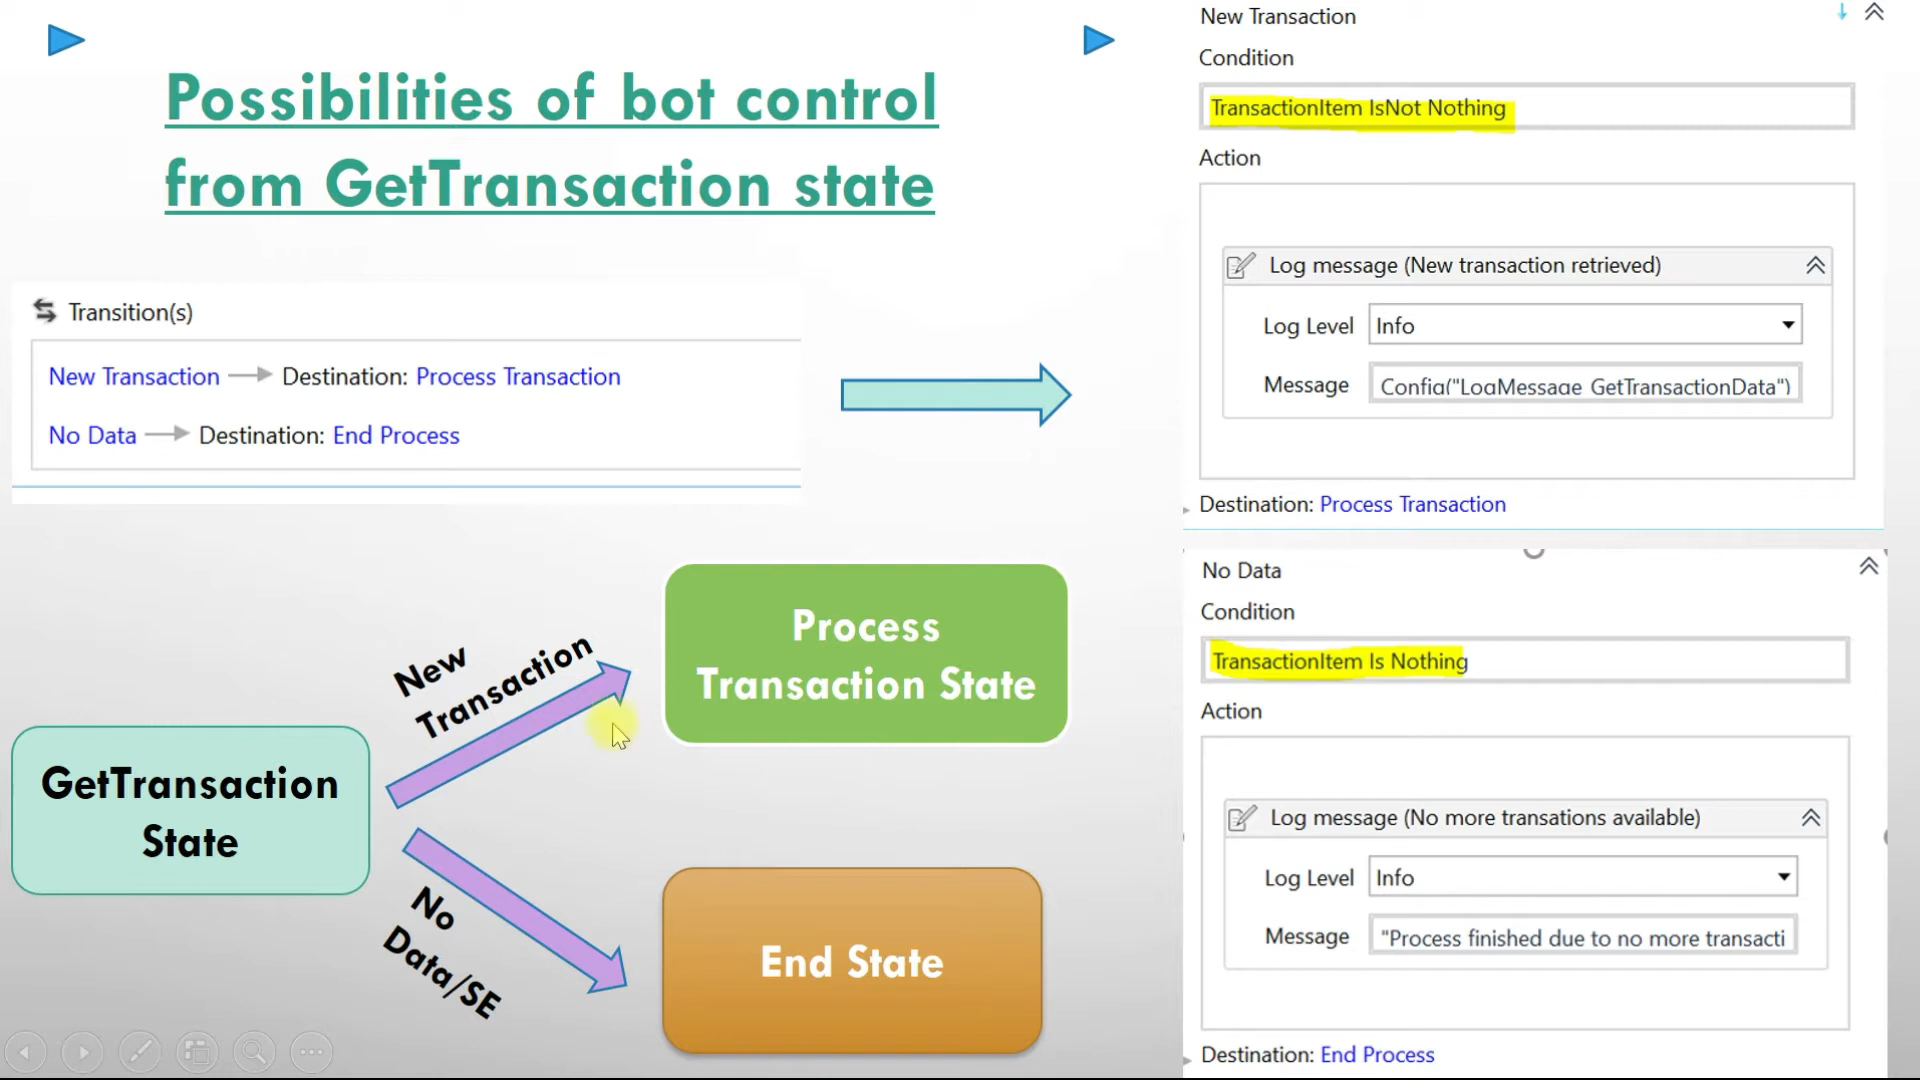 Possibilities of bot control
from GetTransaction state
Transition(s)
New Transaction Destination: Process Transaction
No Data Destination: End Process
GetTransaction
State
New
Transaction
No
Data/SE
Process
Transaction State
End State
New Transaction
Condition
TransactionItem IsNot Nothing
Action
Log message (New transaction retrieved)
Log Level Info
Message Config("LogMessage_GetTransactionData")
Destination: Process Transaction
No Data
Condition
TransactionItem Is Nothing
Action
Log message (No more transations available)
Log Level Info
Message "Process finished due to no more transacti
Destination: End Process